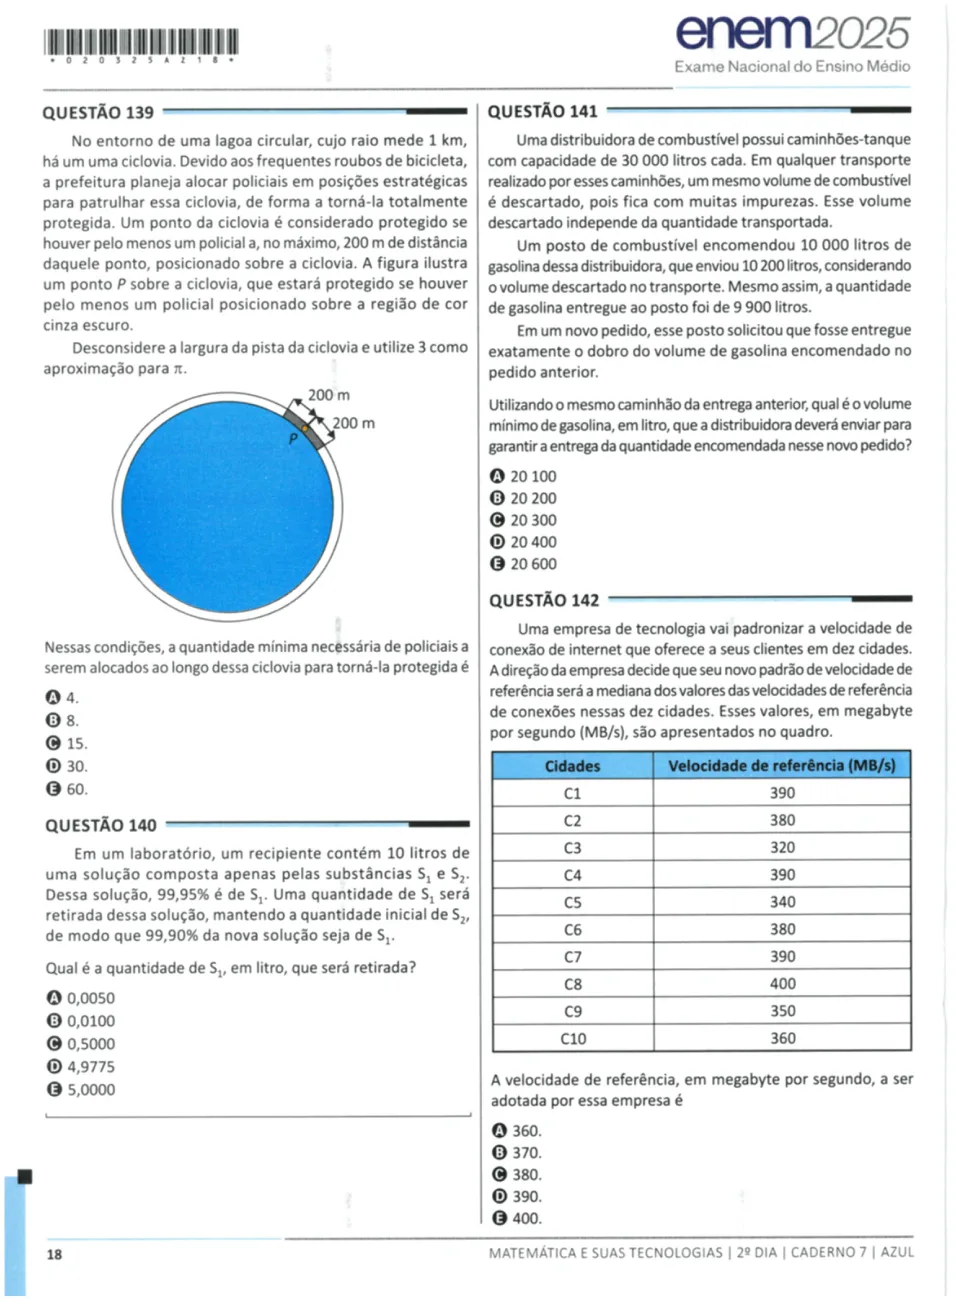 *020325AZ18*
enem2025
Exame Nacional do Ensino Médio
QUESTÃO 139
No entorno de uma lagoa circular, cujo raio mede 1 km,
há um uma ciclovia. Devido aos frequentes roubos de bicicleta,
a prefeitura planeja alocar policiais em posições estratégicas
para patrulhar essa ciclovia, de forma a torná-la totalmente
protegida. Um ponto da ciclovia é considerado protegido se
houver pelo menos um policial a, no máximo, 200 m de distância
daquele ponto, posicionado sobre a ciclovia. A figura ilustra
um ponto P sobre a ciclovia, que estará protegido se houver
pelo menos um policial posicionado sobre a região de cor
cinza escuro.
Desconsidere a largura da pista da ciclovia e utilize 3 como
aproximação para π.
200 m
200 m
P
Nessas condições, a quantidade mínima necessária de policiais a
serem alocados ao longo dessa ciclovia para torná-la protegida é
A 4.
B 8.
C 15.
D 30.
E 60.
QUESTÃO 140
Em um laboratório, um recipiente contém 10 litros de
uma solução composta apenas pelas substâncias S₁ e S₂.
Dessa solução, 99,95% é de S₁. Uma quantidade de S₁ será
retirada dessa solução, mantendo a quantidade inicial de S₂,
de modo que 99,90% da nova solução seja de S₁.
Qual é a quantidade de S₁, em litro, que será retirada?
A 0,0050
B 0,0100
C 0,5000
D 4,9775
E 5,0000
QUESTÃO 141
Uma distribuidora de combustível possui caminhões-tanque
com capacidade de 30 000 litros cada. Em qualquer transporte
realizado por esses caminhões, um mesmo volume de combustível
é descartado, pois fica com muitas impurezas. Esse volume
descartado independe da quantidade transportada.
Um posto de combustível encomendou 10 000 litros de
gasolina dessa distribuidora, que enviou 10 200 litros, considerando
o volume descartado no transporte. Mesmo assim, a quantidade
de gasolina entregue ao posto foi de 9 900 litros.
Em um novo pedido, esse posto solicitou que fosse entregue
exatamente o dobro do volume de gasolina encomendado no
pedido anterior.
Utilizando o mesmo caminhão da entrega anterior, qual é o volume
mínimo de gasolina, em litro, que a distribuidora deverá enviar para
garantir a entrega da quantidade encomendada nesse novo pedido?
A 20 100
B 20 200
C 20 300
D 20 400
E 20 600
QUESTÃO 142
Uma empresa de tecnologia vai padronizar a velocidade de
conexão de internet que oferece a seus clientes em dez cidades.
A direção da empresa decide que seu novo padrão de velocidade de
referência será a mediana dos valores das velocidades de referência
de conexões nessas dez cidades. Esses valores, em megabyte
por segundo (MB/s), são apresentados no quadro.
Cidades Velocidade de referência (MB/s)
C1 390
C2 380
C3 320
C4 390
C5 340
C6 380
C7 390
C8 400
C9 350
C10 360
A velocidade de referência, em megabyte por segundo, a ser
adotada por essa empresa é
A 360.
B 370.
C 380.
D 390.
E 400.
18
MATEMÁTICA E SUAS TECNOLOGIAS | 2º DIA | CADERNO 7 | AZUL